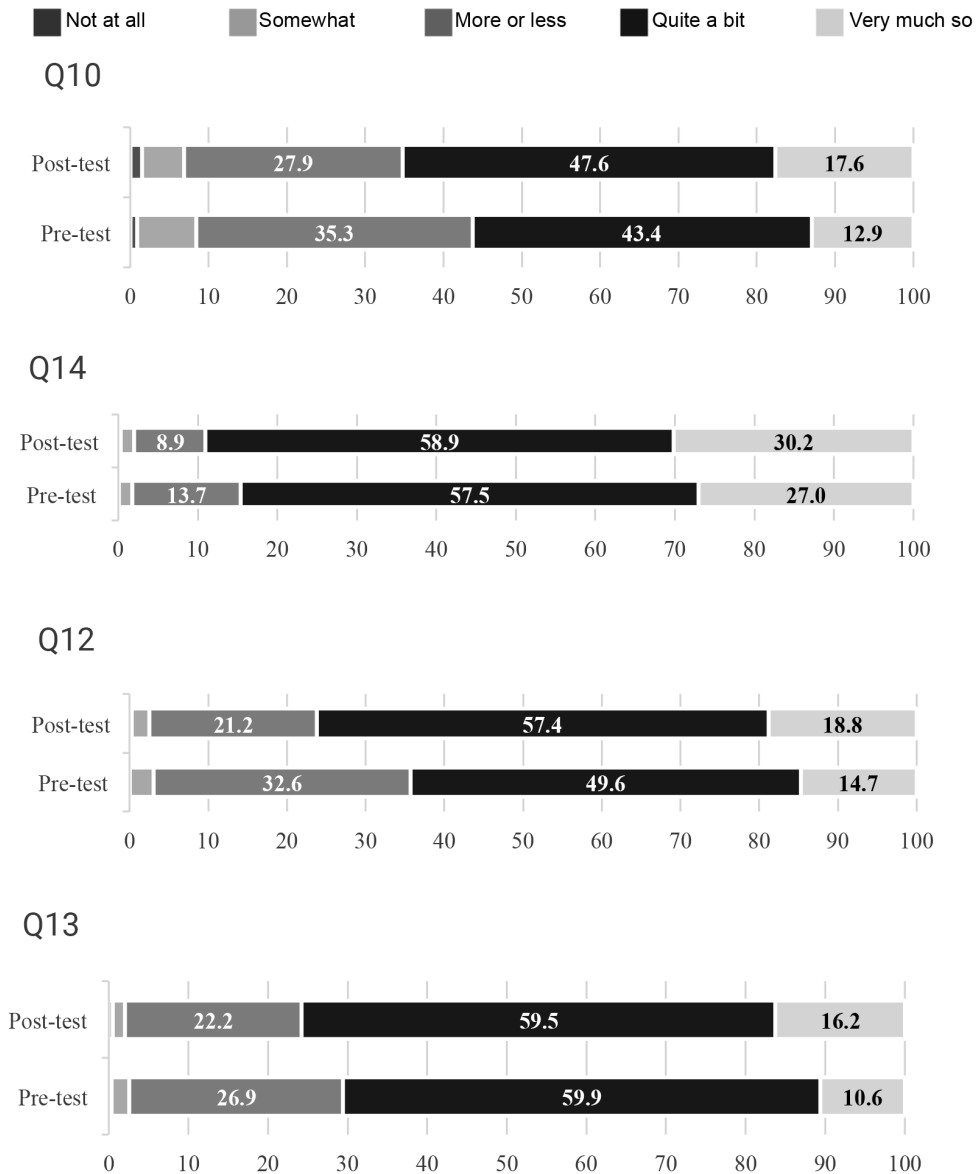 Not at all Somewhat More or less Quite a bit Very much so
Q10
Post-test 27.9 47.6 17.6
Pre-test 35.3 43.4 12.9
0 10 20 30 40 50 60 70 80 90 100
Q14
Post-test 8.9 58.9 30.2
Pre-test 13.7 57.5 27.0
0 10 20 30 40 50 60 70 80 90 100
Q12
Post-test 21.2 57.4 18.8
Pre-test 32.6 49.6 14.7
0 10 20 30 40 50 60 70 80 90 100
Q13
Post-test 22.2 59.5 16.2
Pre-test 26.9 59.9 10.6
0 10 20 30 40 50 60 70 80 90 100